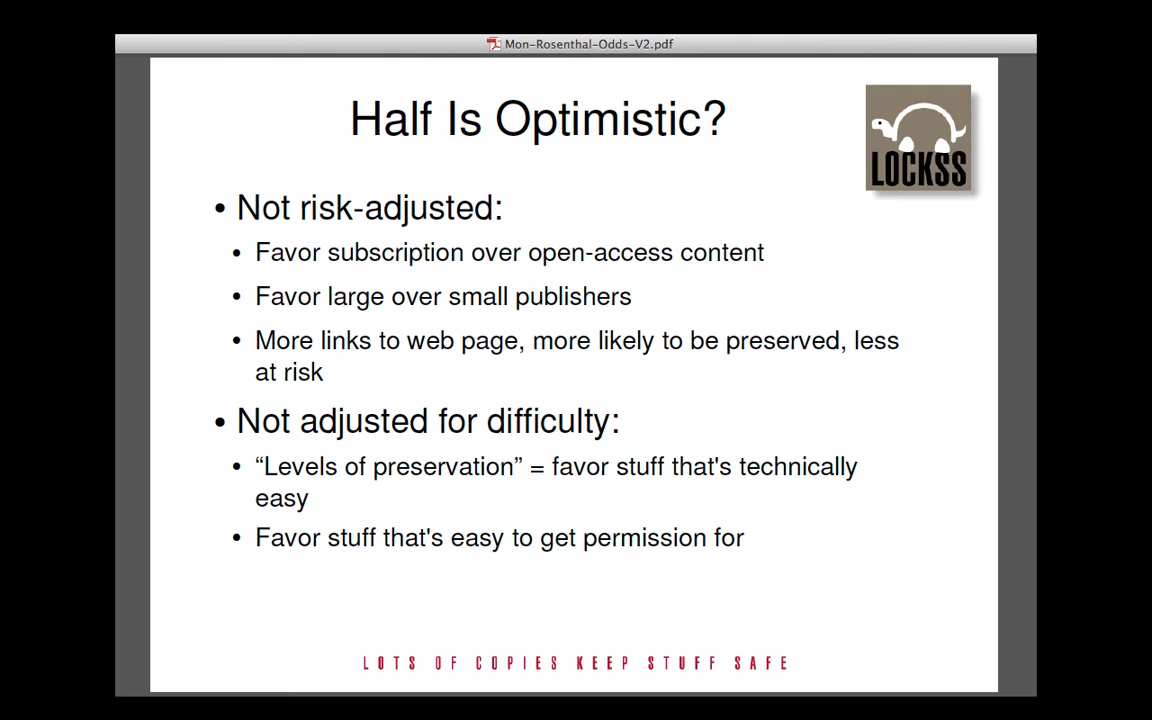 Mon-Rosenthal-Odds-V2.pdf
Half Is Optimistic?
LOCKSS
• Not risk-adjusted:
• Favor subscription over open-access content
• Favor large over small publishers
• More links to web page, more likely to be preserved, less
at risk
• Not adjusted for difficulty:
• “Levels of preservation” = favor stuff that's technically
easy
• Favor stuff that's easy to get permission for
LOTS OF COPIES KEEP STUFF SAFE